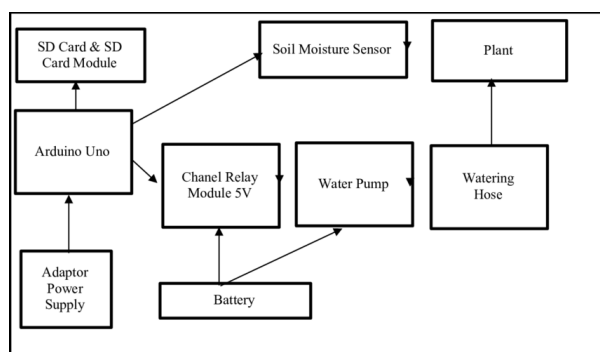 SD Card & SD
Card Module
Soil Moisture Sensor
Plant
Arduino Uno
Chanel Relay
Module 5V
Water Pump
Watering
Hose
Adaptor
Power
Supply
Battery